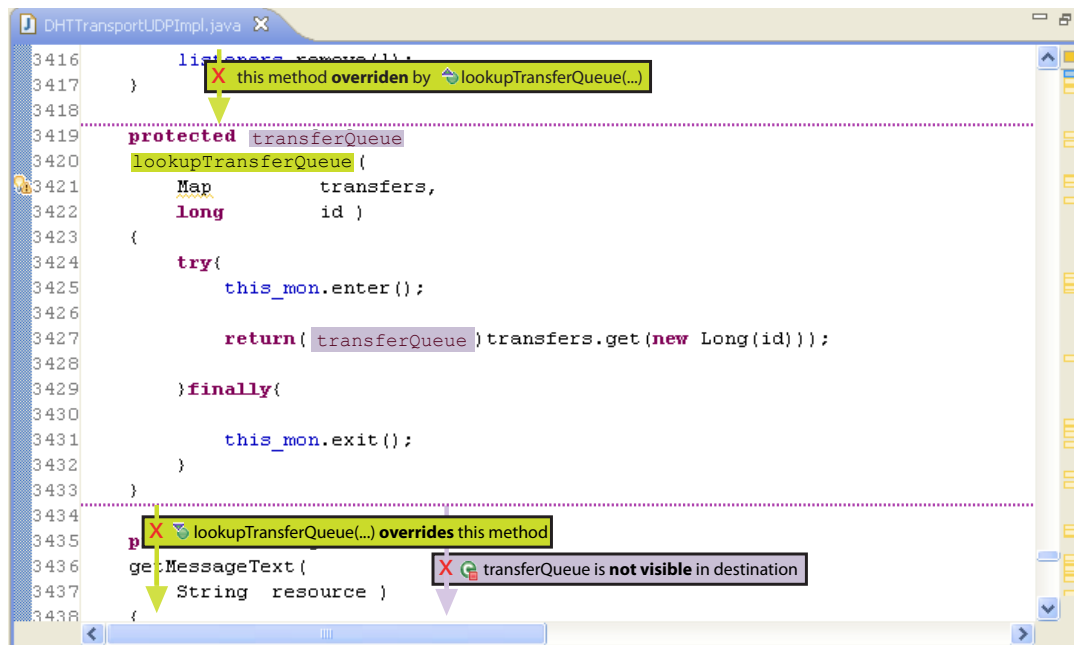 DHTTransportUDPImpl.java
3416 listeners.remove(l);
X this method overriden by lookupTransferQueue(...)
3417 }
3418
3419 protected transferQueue
3420 lookupTransferQueue(
3421 Map transfers,
3422 long id )
3423 {
3424 try{
3425 this_mon.enter();
3426
3427 return( transferQueue )transfers.get(new Long(id));
3428
3429 }finally{
3430
3431 this_mon.exit();
3432 }
3433 }
3434
X lookupTransferQueue(...) overrides this method
3435 p
3436 getMessageText(
X transferQueue is not visible in destination
3437 String resource )
3438 {